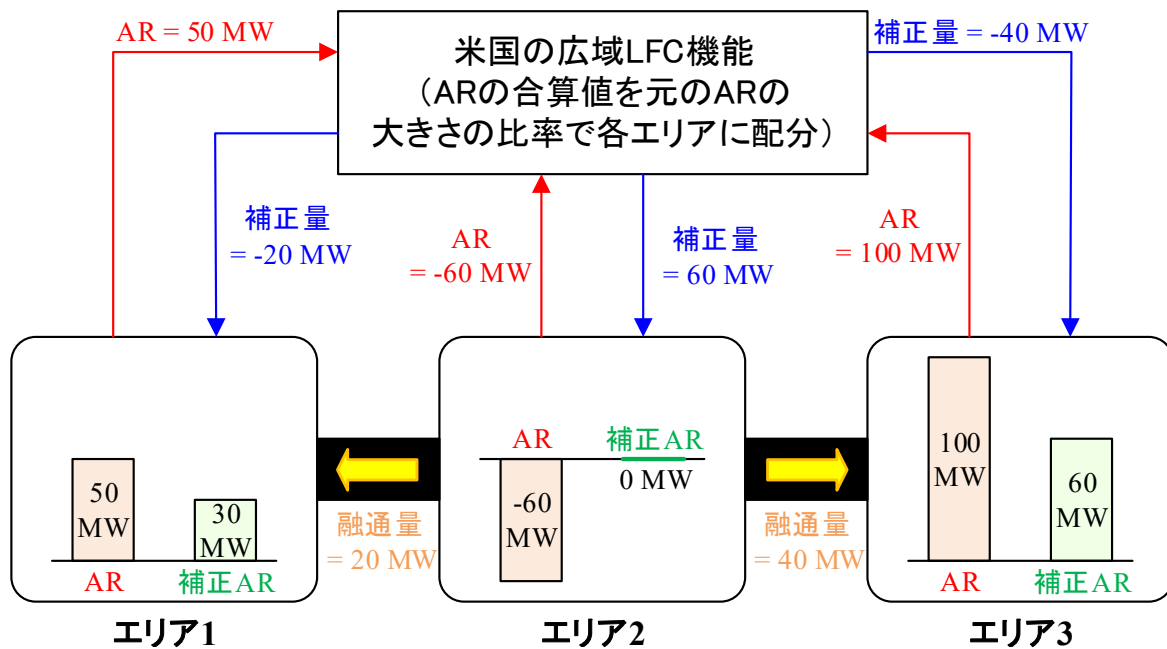 AR = 50 MW
米国の広域LFC機能
（ARの合算値を元のARの
大きさの比率で各エリアに配分）
補正量 = -40 MW
補正量
= -20 MW
AR
= -60 MW
補正量
= 60 MW
AR
= 100 MW
50
MW
30
MW
AR
補正AR
融通量
= 20 MW
AR
補正AR
-60
MW
0 MW
融通量
= 40 MW
100
MW
60
MW
AR
補正AR
エリア1
エリア2
エリア3